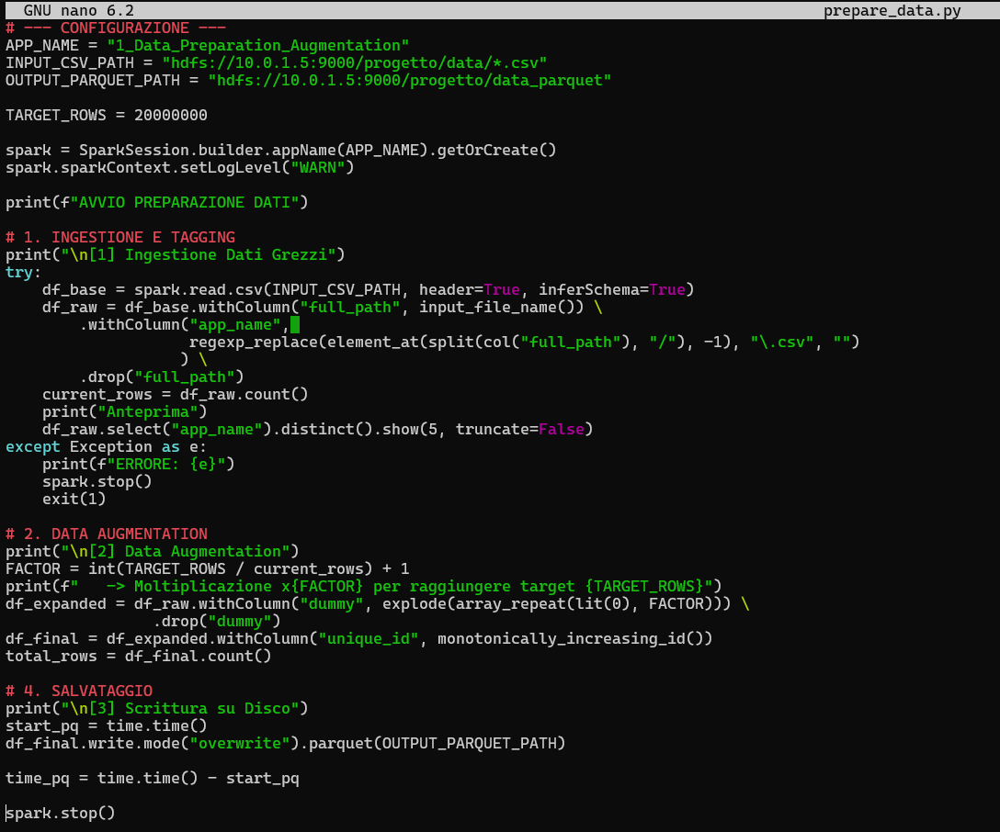 GNU nano 6.2 prepare_data.py
# --- CONFIGURAZIONE ---
APP_NAME = "1_Data_Preparation_Augmentation"
INPUT_CSV_PATH = "hdfs://10.0.1.5:9000/progetto/data/*.csv"
OUTPUT_PARQUET_PATH = "hdfs://10.0.1.5:9000/progetto/data_parquet"

TARGET_ROWS = 20000000

spark = SparkSession.builder.appName(APP_NAME).getOrCreate()
spark.sparkContext.setLogLevel("WARN")

print(f"AVVIO PREPARAZIONE DATI")

# 1. INGESTIONE E TAGGING
print("\n[1] Ingestione Dati Grezzi")
try:
    df_base = spark.read.csv(INPUT_CSV_PATH, header=True, inferSchema=True)
    df_raw = df_base.withColumn("full_path", input_file_name()) \
        .withColumn("app_name",
                    regexp_replace(element_at(split(col("full_path"), "/"), -1), "\.csv", "")
                   ) \
        .drop("full_path")
    current_rows = df_raw.count()
    print("Anteprima")
    df_raw.select("app_name").distinct().show(5, truncate=False)
except Exception as e:
    print(f"ERRORE: {e}")
    spark.stop()
    exit(1)

# 2. DATA AUGMENTATION
print("\n[2] Data Augmentation")
FACTOR = int(TARGET_ROWS / current_rows) + 1
print(f"   -> Moltiplicazione x{FACTOR} per raggiungere target {TARGET_ROWS}")
df_expanded = df_raw.withColumn("dummy", explode(array_repeat(lit(0), FACTOR))) \
                .drop("dummy")
df_final = df_expanded.withColumn("unique_id", monotonically_increasing_id())
total_rows = df_final.count()

# 4. SALVATAGGIO
print("\n[3] Scrittura su Disco")
start_pq = time.time()
df_final.write.mode("overwrite").parquet(OUTPUT_PARQUET_PATH)

time_pq = time.time() - start_pq

spark.stop()